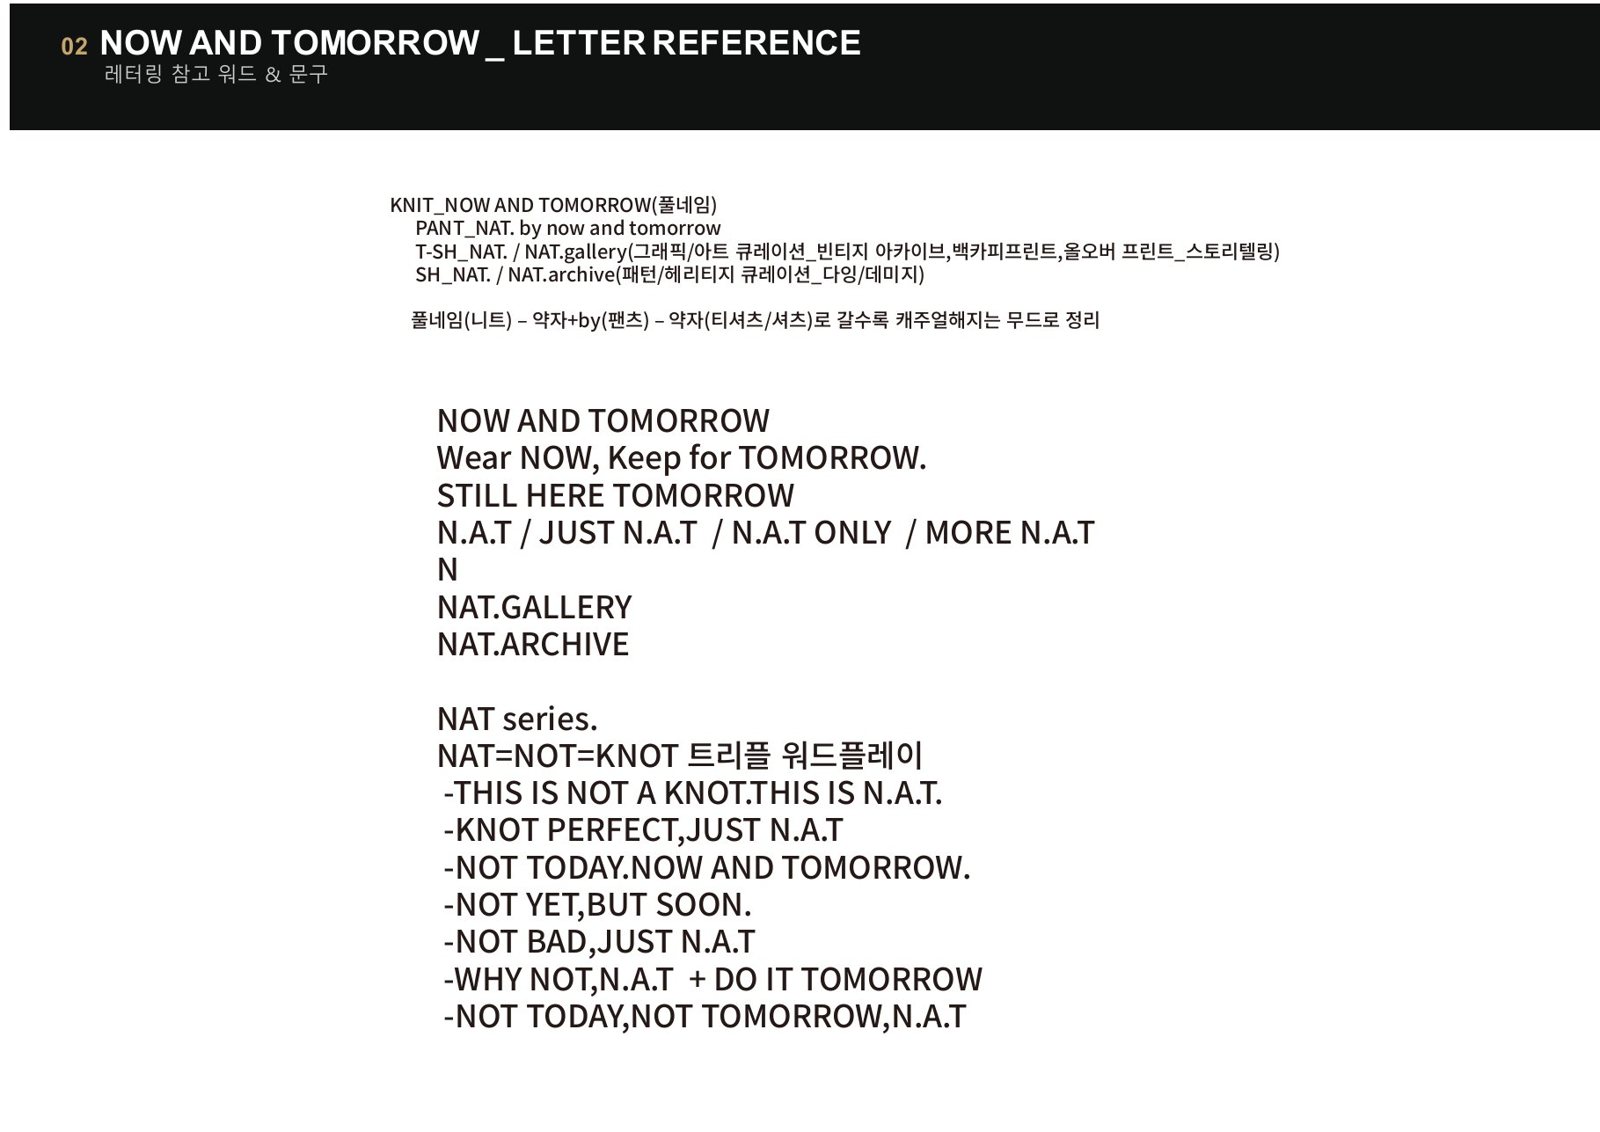 02 NOW AND TOMORROW _ LETTER REFERENCE
레터링 참고 워드 & 문구
KNIT_NOW AND TOMORROW(풀네임)
PANT_NAT. by now and tomorrow
T-SH_NAT. / NAT.gallery(그래픽/아트 큐레이션_빈티지 아카이브,백카피프린트,올오버 프린트_스토리텔링)
SH_NAT. / NAT.archive(패턴/헤리티지 큐레이션_다잉/데미지)
풀네임(니트) – 약자+by(팬츠) – 약자(티셔츠/셔츠)로 갈수록 캐주얼해지는 무드로 정리
NOW AND TOMORROW
Wear NOW, Keep for TOMORROW.
STILL HERE TOMORROW
N.A.T / JUST N.A.T / N.A.T ONLY / MORE N.A.T
N
NAT.GALLERY
NAT.ARCHIVE
NAT series.
NAT=NOT=KNOT 트리플 워드플레이
-THIS IS NOT A KNOT.THIS IS N.A.T.
-KNOT PERFECT,JUST N.A.T
-NOT TODAY.NOW AND TOMORROW.
-NOT YET,BUT SOON.
-NOT BAD,JUST N.A.T
-WHY NOT,N.A.T + DO IT TOMORROW
-NOT TODAY,NOT TOMORROW,N.A.T